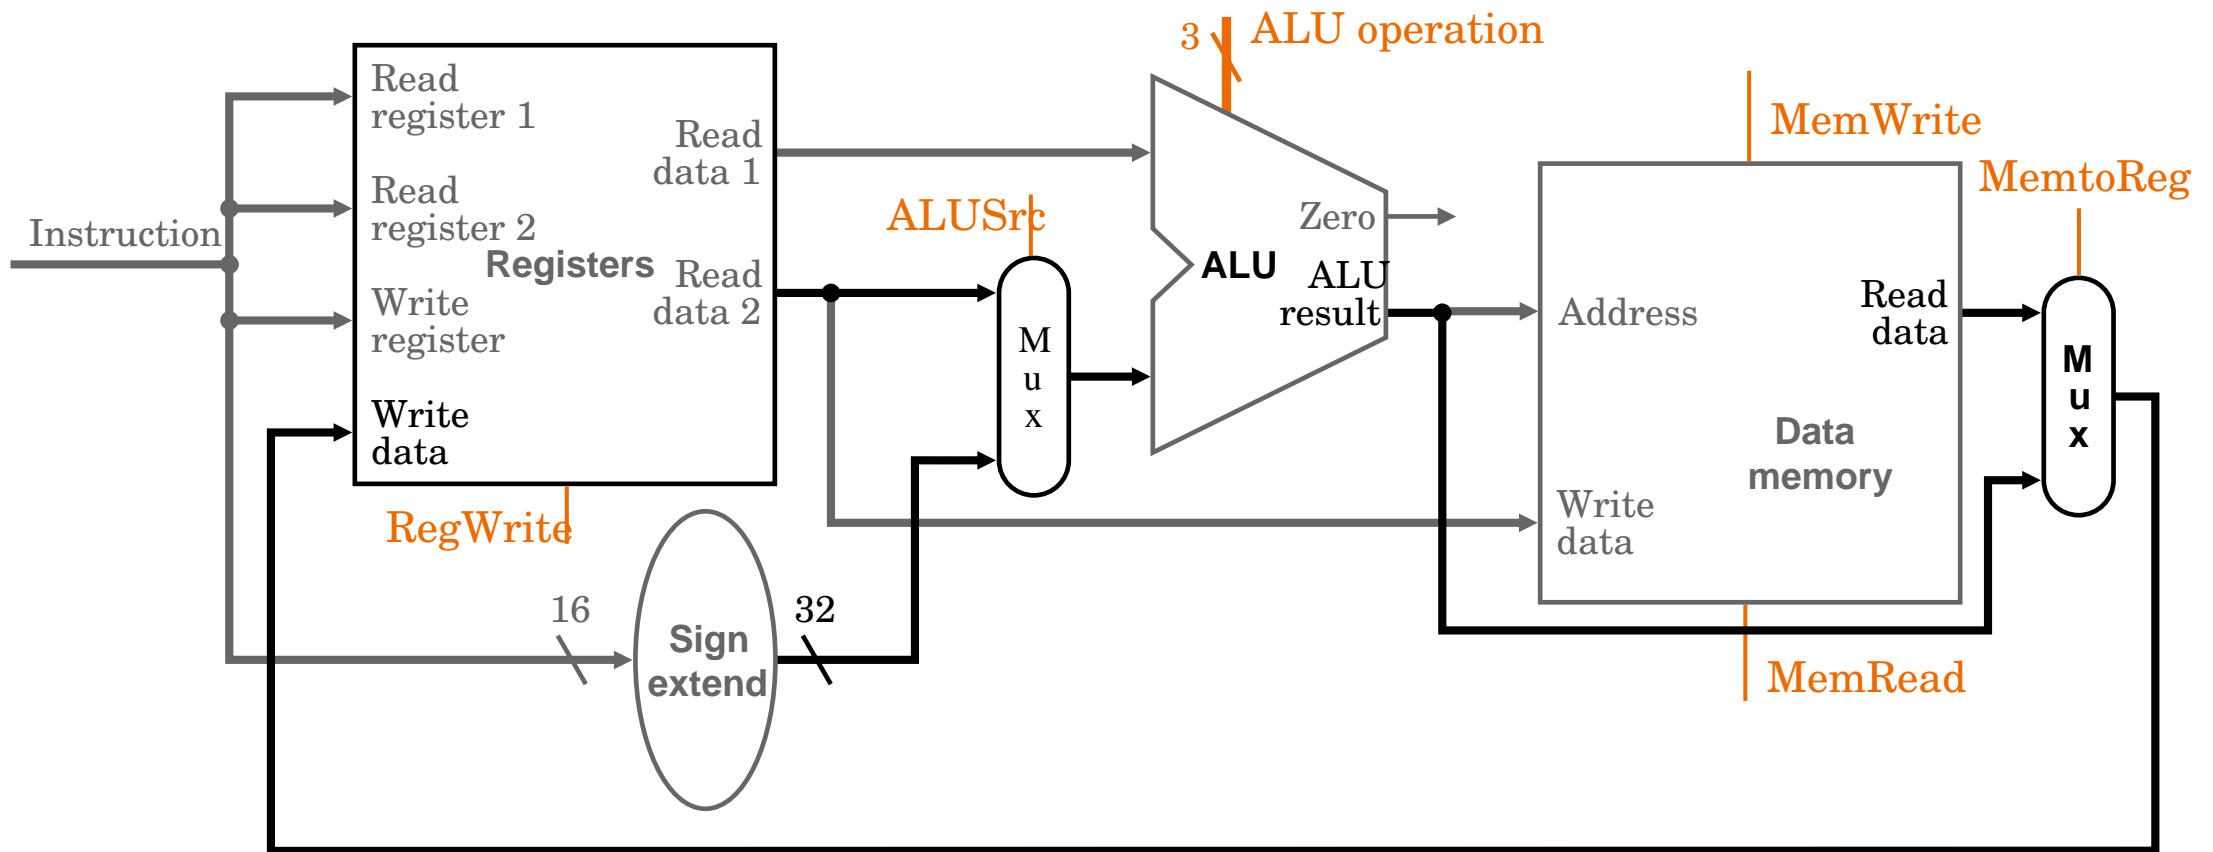 3
ALU operation
Read
register 1
Read
data 1
MemWrite
MemtoReg
Read
register 2
Registers
Instruction
ALUSrc
Zero
ALU
ALU
result
Read
data 2
Write
register
M
u
x
Address
Read
data
M
u
x
Write
data
Data
memory
RegWrite
Write
data
16
32
Sign
extend
MemRead